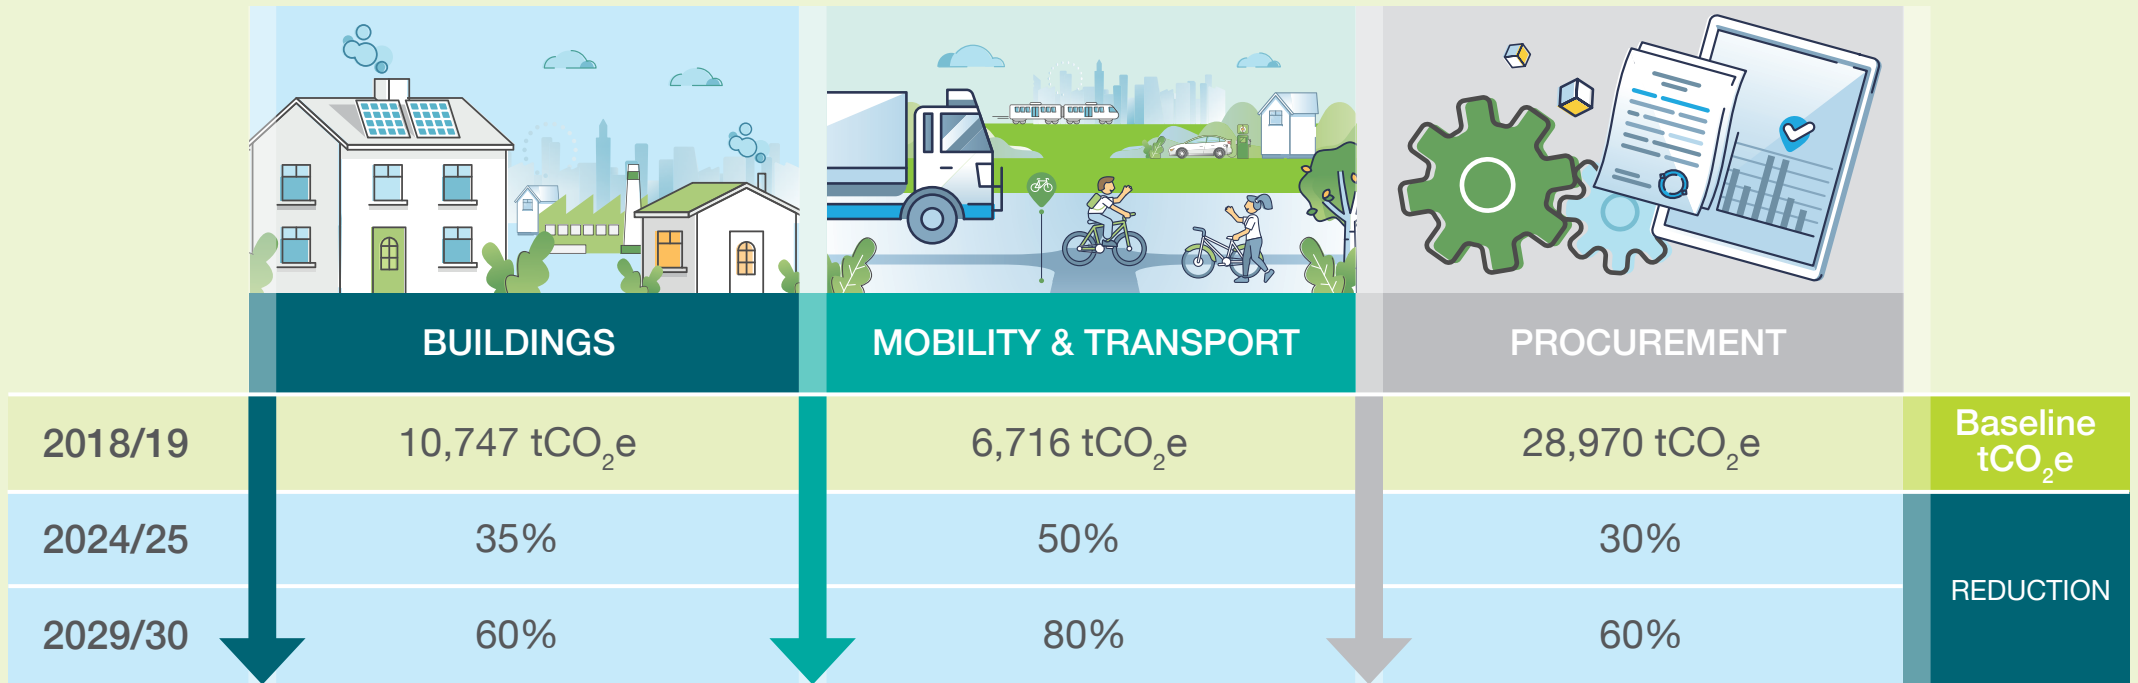 BUILDINGS
MOBILITY & TRANSPORT
PROCUREMENT
2018/19
10,747 tCO₂e
6,716 tCO₂e
28,970 tCO₂e
Baseline
tCO₂e
2024/25
35%
50%
30%
REDUCTION
2029/30
60%
80%
60%